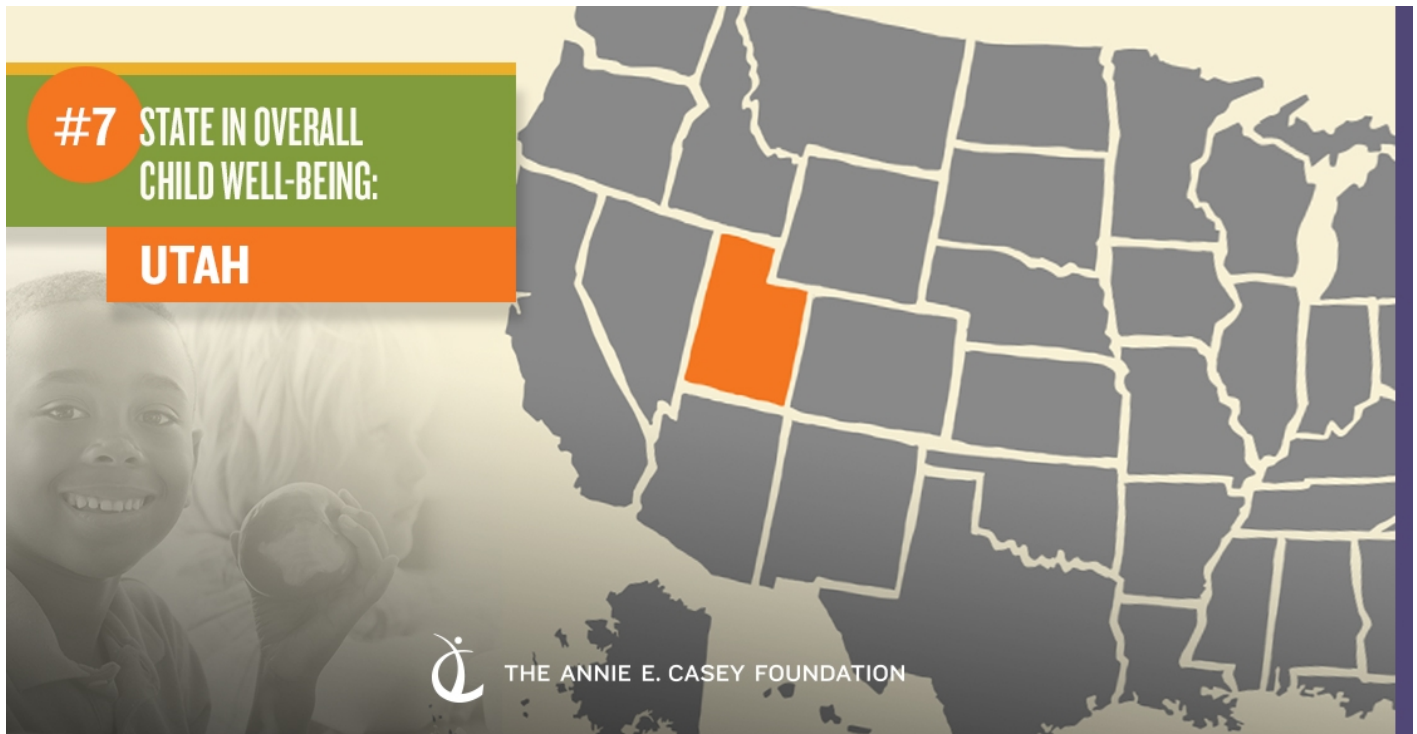 #7 STATE IN OVERALL
CHILD WELL-BEING:
UTAH
THE ANNIE E. CASEY FOUNDATION